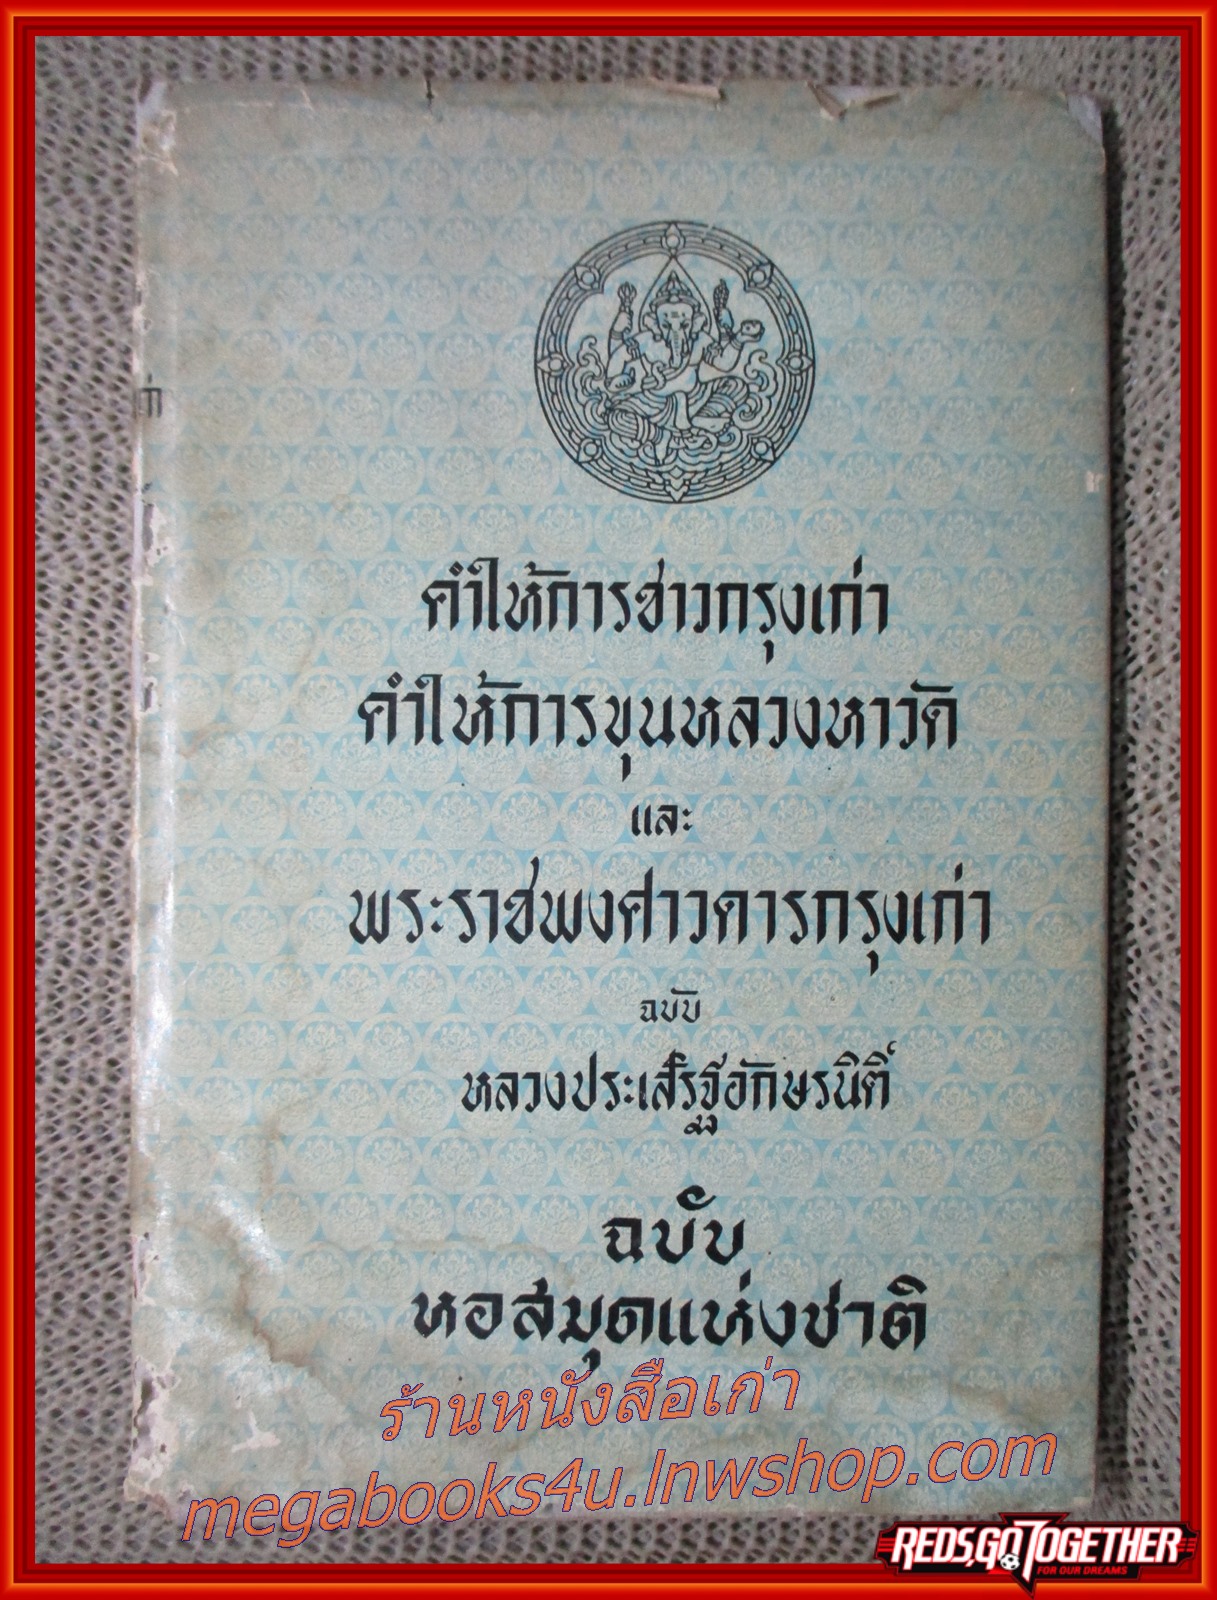 คำให้การชาวกรุงเก่า
คำให้การขุนหลวงหาวัด
และ
พระราชพงศาวดารกรุงเก่า
ฉบับ
หลวงประเสริฐอักษรนิติ์
ฉบับ
หอสมุดแห่งชาติ
ร้านหนังสือเก่า
megabooks4u.lnwshop.com
REDS,GO TOGETHER
FOR OUR DREAMS